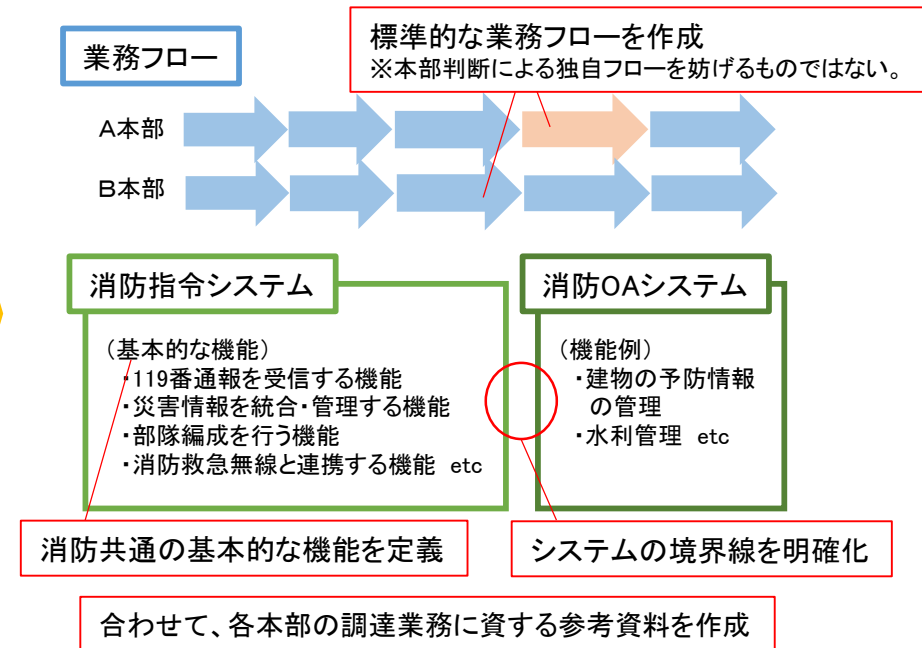 業務フロー
標準的な業務フローを作成
※本部判断による独自フローを妨げるものではない。
A本部
B本部
消防指令システム
(基本的な機能)
・119番通報を受信する機能
・災害情報を統合・管理する機能
・部隊編成を行う機能
・消防救急無線と連携する機能 etc
消防OAシステム
(機能例)
・建物の予防情報
の管理
・水利管理 etc
消防共通の基本的な機能を定義
システムの境界線を明確化
合わせて、各本部の調達業務に資する参考資料を作成